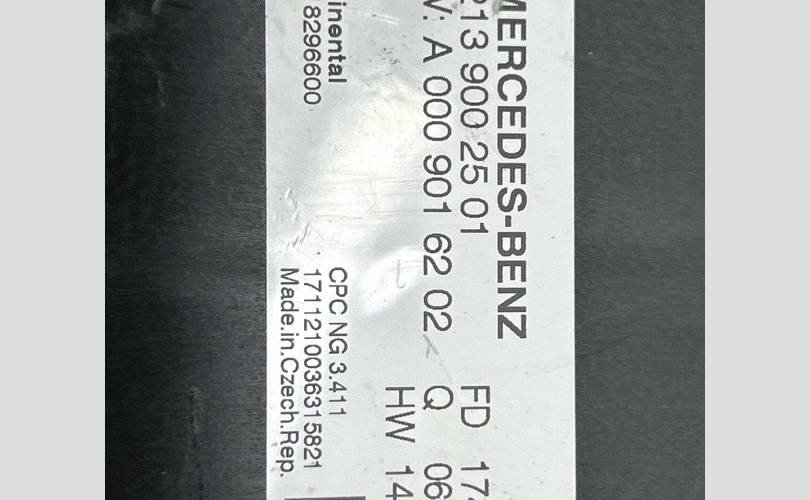 MERCEDES-BENZ
213 900 25 01 FD 17
V: A 000 901 62 02 Q 06
HW 14
CPC NG 3.411
inental 1711210036315821
8296600 Made.in.Czech.Rep.